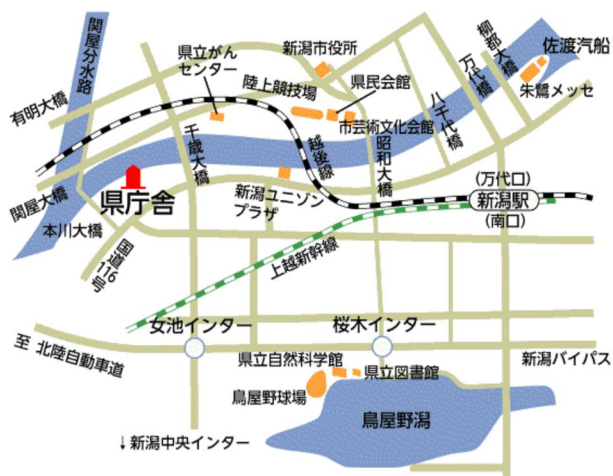 関屋分水路
有明大橋
県立がん
センター
新潟市役所
陸上競技場
県民会館
市芸術文化会館
八千代橋
万代橋
柳都大橋
佐渡汽船
朱鷺メッセ
関屋大橋
本川大橋
県庁舎
国道116号
千歳大橋
新潟ユニゾン
プラザ
越後線
昭和大橋
(万代口)
新潟駅
(南口)
上越新幹線
女池インター
桜木インター
至 北陸自動車道
新潟バイパス
県立自然科学館
県立図書館
鳥屋野球場
鳥屋野潟
↓新潟中央インター